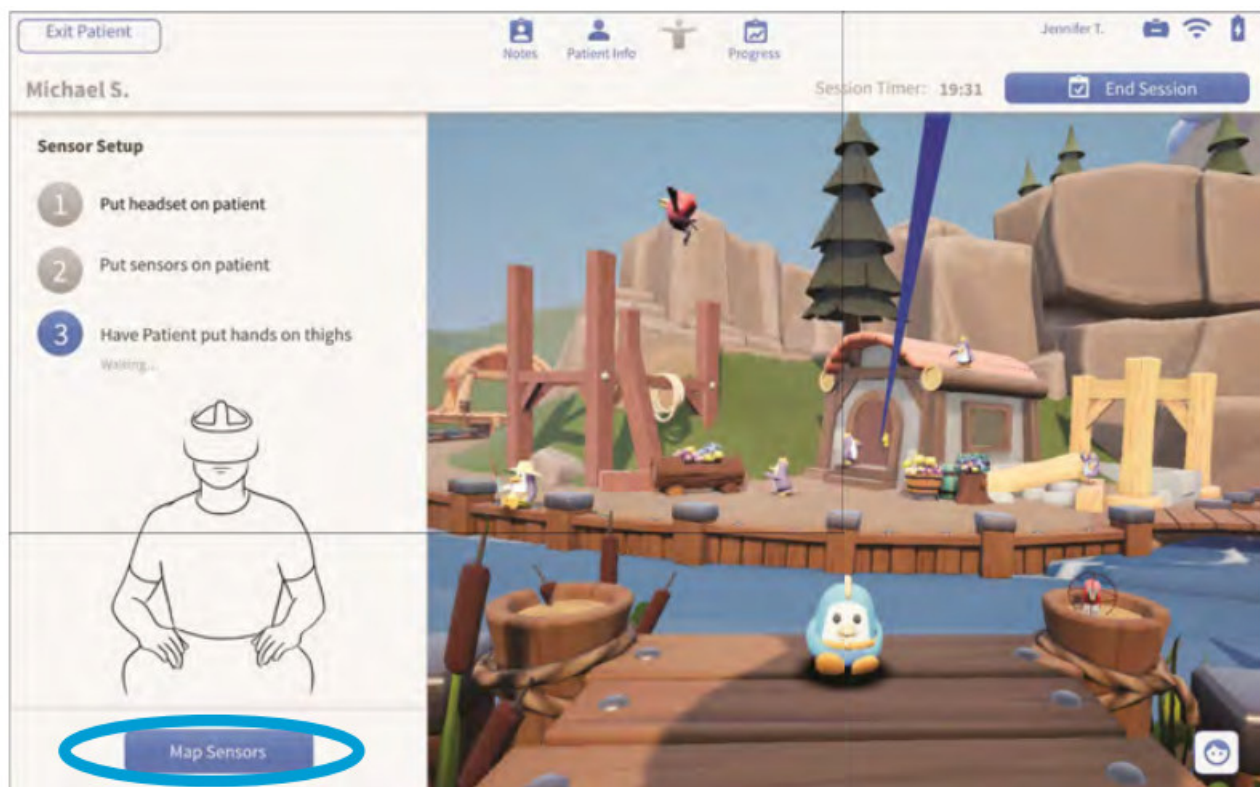 Exit Patient
Notes
Patient Info
Progress
Jennifer T.
Michael S.
Session Timer: 19:31
End Session
Sensor Setup
1 Put headset on patient
2 Put sensors on patient
3 Have Patient put hands on thighs
Waiting...
Map Sensors